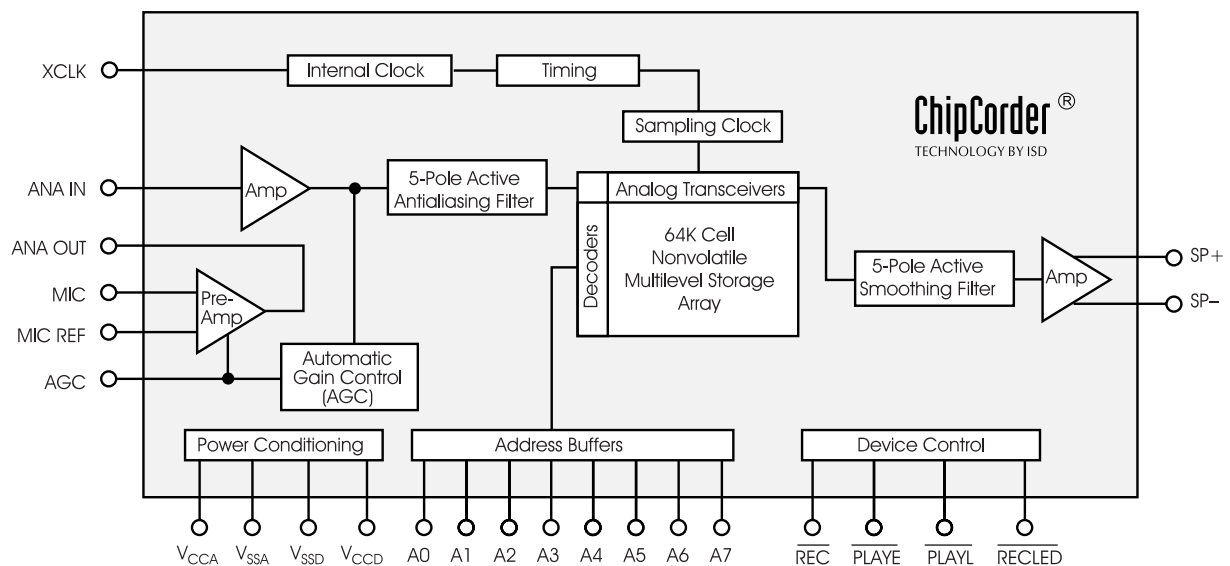 XCLK
Internal Clock
Timing
Sampling Clock
ChipCorder ®
TECHNOLOGY BY ISD
ANA IN
Amp
5-Pole Active
Antialiasing Filter
Analog Transceivers
Decoders
64K Cell
Nonvolatile
Multilevel Storage
Array
ANA OUT
MIC
MIC REF
AGC
Pre-
Amp
Automatic
Gain Control
(AGC)
5-Pole Active
Smoothing Filter
Amp
SP+
SP–
Power Conditioning
Address Buffers
Device Control
VCCA
VSSA
VSSD
VCCD
A0
A1
A2
A3
A4
A5
A6
A7
REC
PLAYE
PLAYL
RECLED